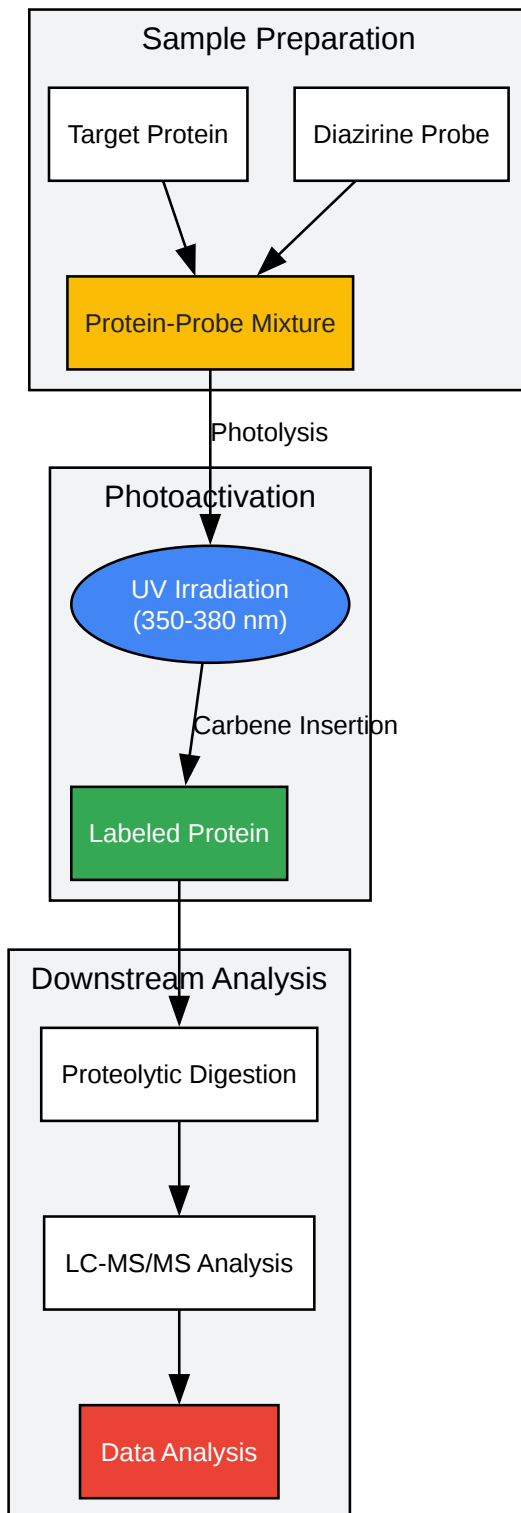 Sample Preparation
Target Protein
Diazirine Probe
Protein-Probe Mixture
Photolysis
Photoactivation
UV Irradiation
(350-380 nm)
Carbene Insertion
Labeled Protein
Downstream Analysis
Proteolytic Digestion
LC-MS/MS Analysis
Data Analysis